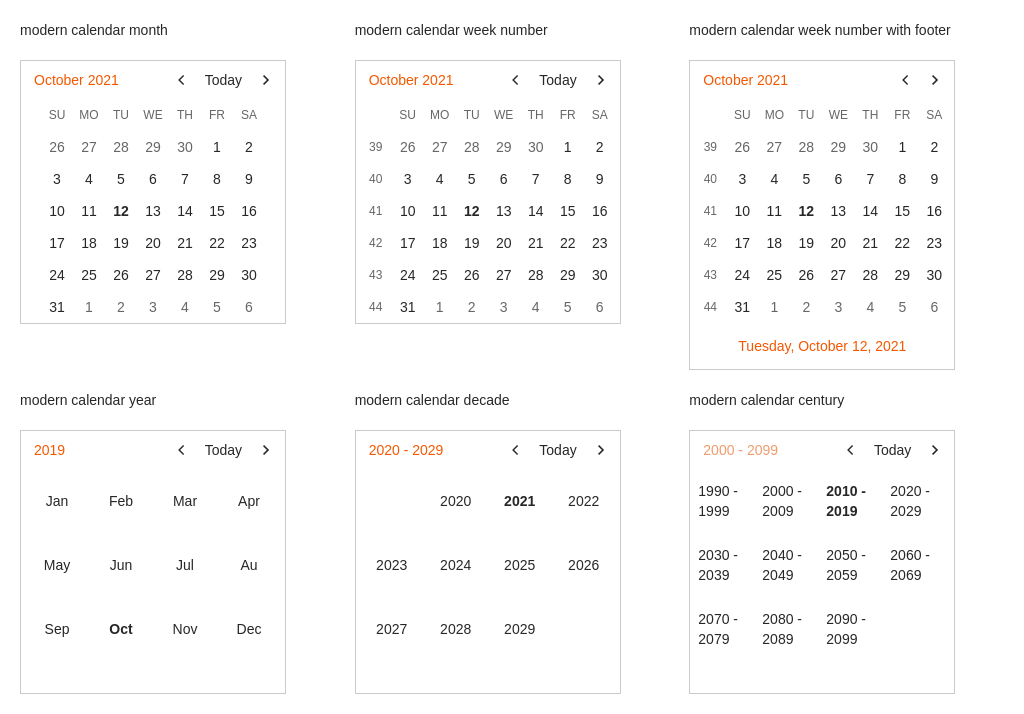 modern calendar month
October 2021 Today
SU MO TU WE TH FR SA
26 27 28 29 30 1 2
3 4 5 6 7 8 9
10 11 12 13 14 15 16
17 18 19 20 21 22 23
24 25 26 27 28 29 30
31 1 2 3 4 5 6
modern calendar week number
October 2021 Today
SU MO TU WE TH FR SA
39 26 27 28 29 30 1 2
40 3 4 5 6 7 8 9
41 10 11 12 13 14 15 16
42 17 18 19 20 21 22 23
43 24 25 26 27 28 29 30
44 31 1 2 3 4 5 6
modern calendar week number with footer
October 2021
SU MO TU WE TH FR SA
39 26 27 28 29 30 1 2
40 3 4 5 6 7 8 9
41 10 11 12 13 14 15 16
42 17 18 19 20 21 22 23
43 24 25 26 27 28 29 30
44 31 1 2 3 4 5 6
Tuesday, October 12, 2021
modern calendar year
2019 Today
Jan Feb Mar Apr
May Jun Jul Au
Sep Oct Nov Dec
modern calendar decade
2020 - 2029 Today
2020 2021 2022
2023 2024 2025 2026
2027 2028 2029
modern calendar century
2000 - 2099 Today
1990 - 2000 - 2010 - 2020 -
1999 2009 2019 2029
2030 - 2040 - 2050 - 2060 -
2039 2049 2059 2069
2070 - 2080 - 2090 -
2079 2089 2099